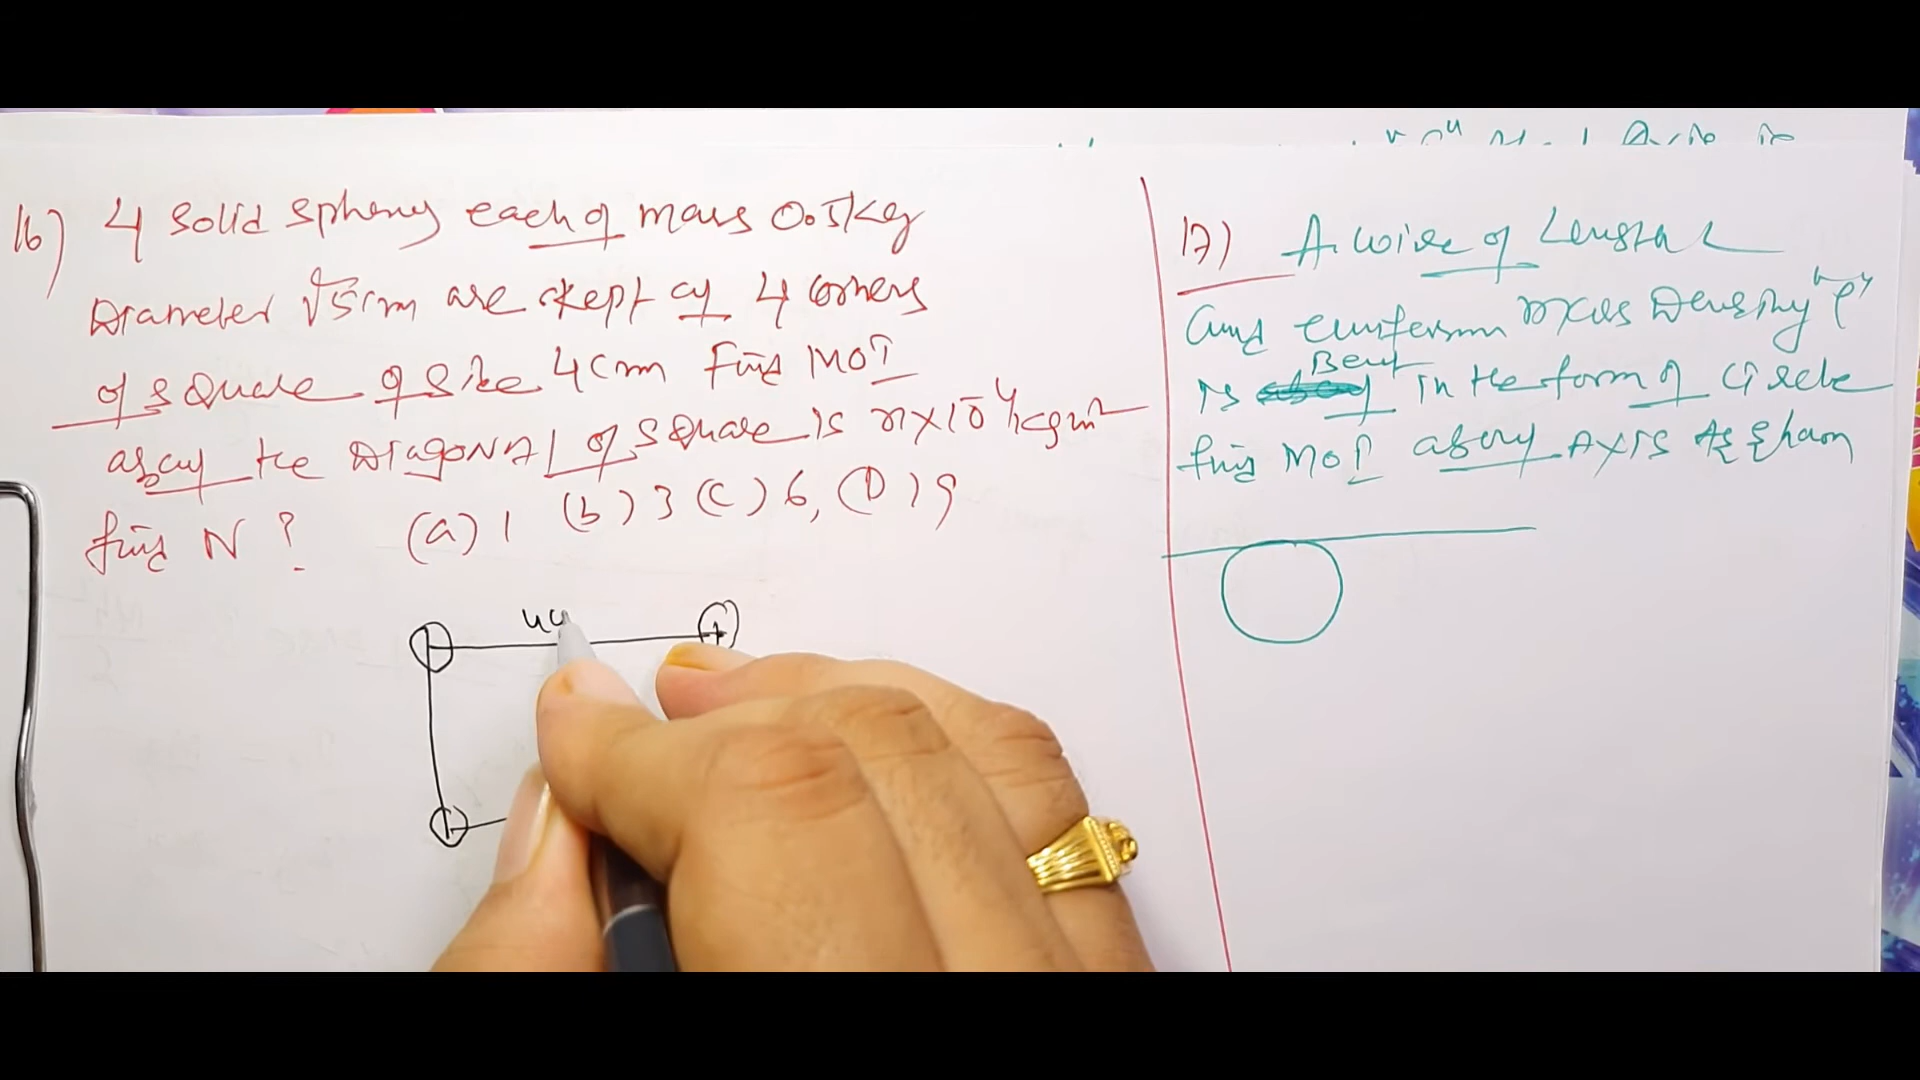 16) 4 solid spheres each of mass 0.5kg
Diameter √5 cm are kept at 4 corners
of square of side 4cm Find MOI
about the DIAGONAL of square is n×10⁻⁴ kgm²
find N ? (a) 1 (b) 3 (c) 6, (D) 9
4c
17) A wire of Length L
and uniform mass Density "ρ"
is Bent in the form of circle
find MOI about AXIS As shown